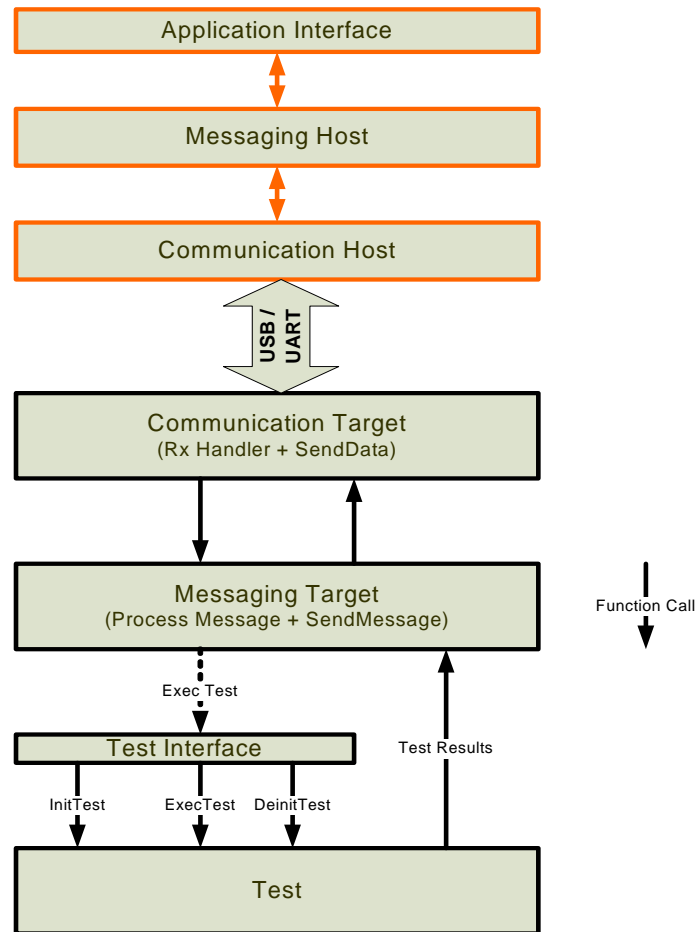 Application Interface
Messaging Host
Communication Host
USB /
UART
Communication Target
(Rx Handler + SendData)
Messaging Target
(Process Message + SendMessage)
Function Call
Exec Test
Test Interface
Test Results
InitTest
ExecTest
DeinitTest
Test